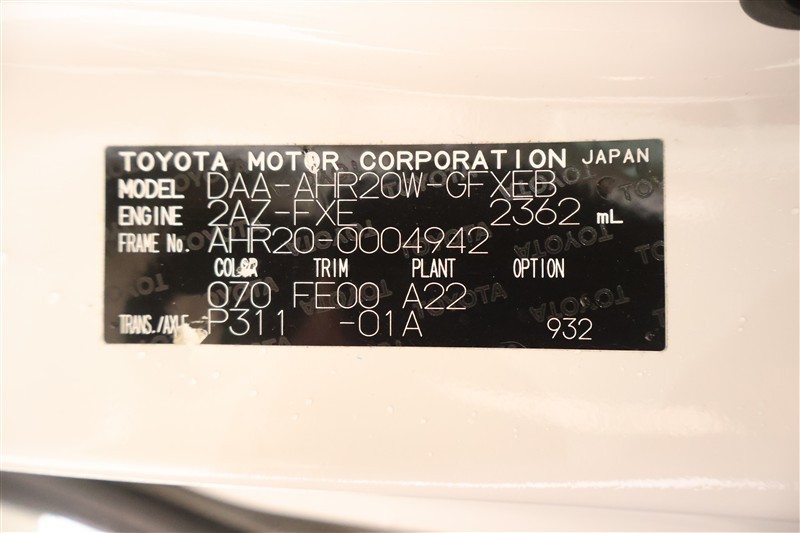 TOYOTA MOTOR CORPORATION JAPAN
MODEL DAA-AHR20W-GFXEB
ENGINE 2AZ-FXE 2362 mL
FRAME No. AHR20-0004942
COLOR TRIM PLANT OPTION
070 FE00 A22
TRANS./AXLE P311 -01A 932